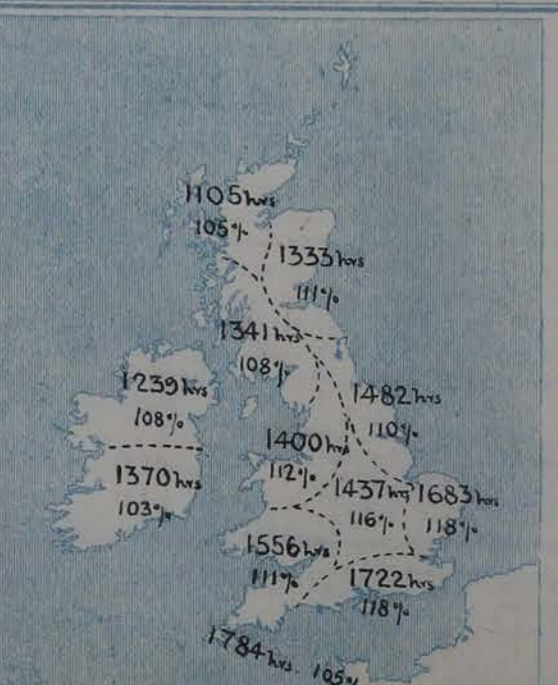 1105 hrs
105%
1333 hrs
111%
1341 hrs
108%
1239 hrs
108%
1482 hrs
110%
1400 hrs
112%
1370 hrs
103%
1437 hrs
116%
1683 hrs
118%
1556 hrs
111%
1722 hrs
118%
1784 hrs. 105%